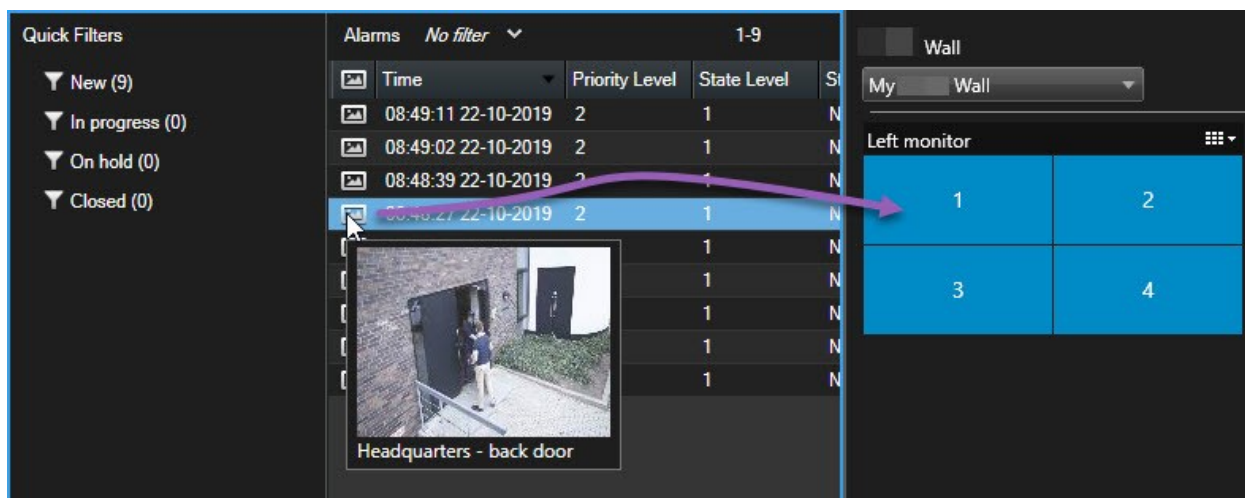 Quick Filters
New (9)
In progress (0)
On hold (0)
Closed (0)
Alarms No filter 1-9
Time Priority Level State Level
08:49:11 22-10-2019 2 1 N
08:49:02 22-10-2019 2 1 N
08:48:39 22-10-2019 2 1 N
08:48:27 22-10-2019 2 1 N
1 N
1 N
1 N
1 N
1 N
Headquarters - back door
Wall
My Wall
Left monitor
1 2
3 4